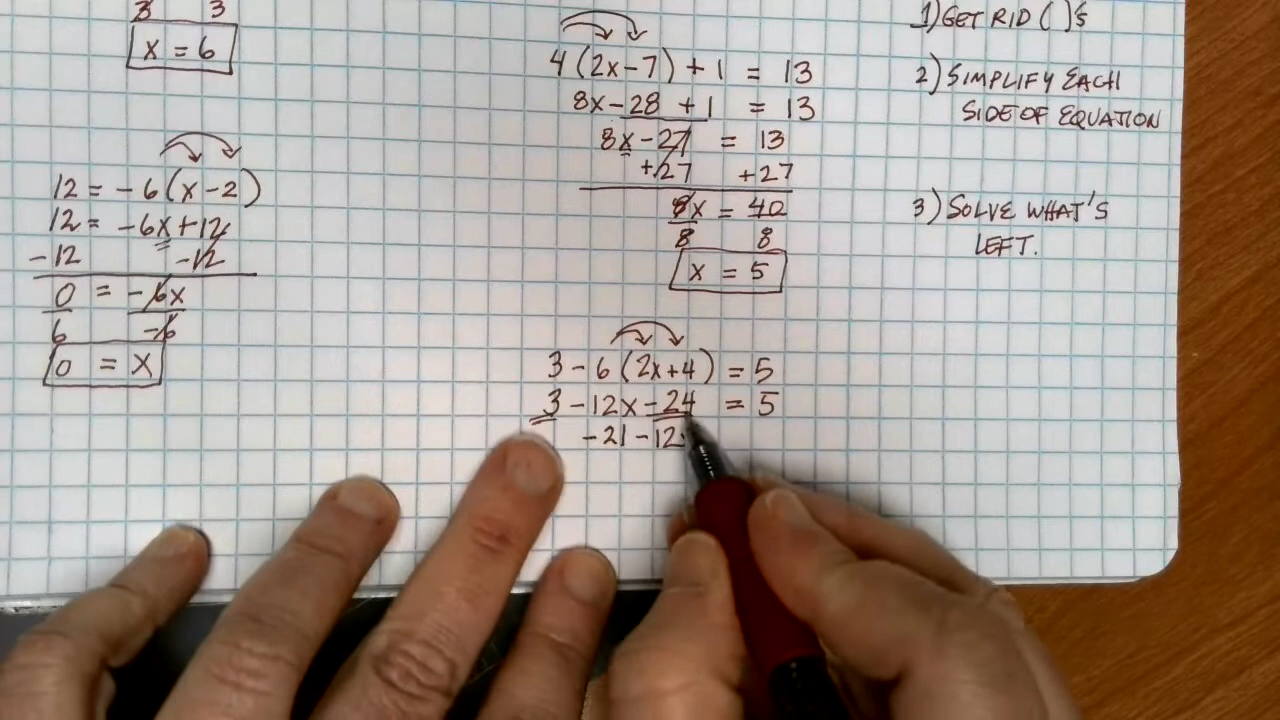 3 3
x = 6
12 = -6(x-2)
12 = -6x+12
-12 -12
0 = -6x
6 -6
0 = x
4(2x-7)+1 = 13
8x-28+1 = 13
8x-27 = 13
+27 +27
8x = 40
8 8
x = 5
3-6(2x+4) = 5
3-12x-24 = 5
-21-12
1) GET RID ( )S
2) SIMPLIFY EACH
SIDE OF EQUATION
3) SOLVE WHAT'S
LEFT.